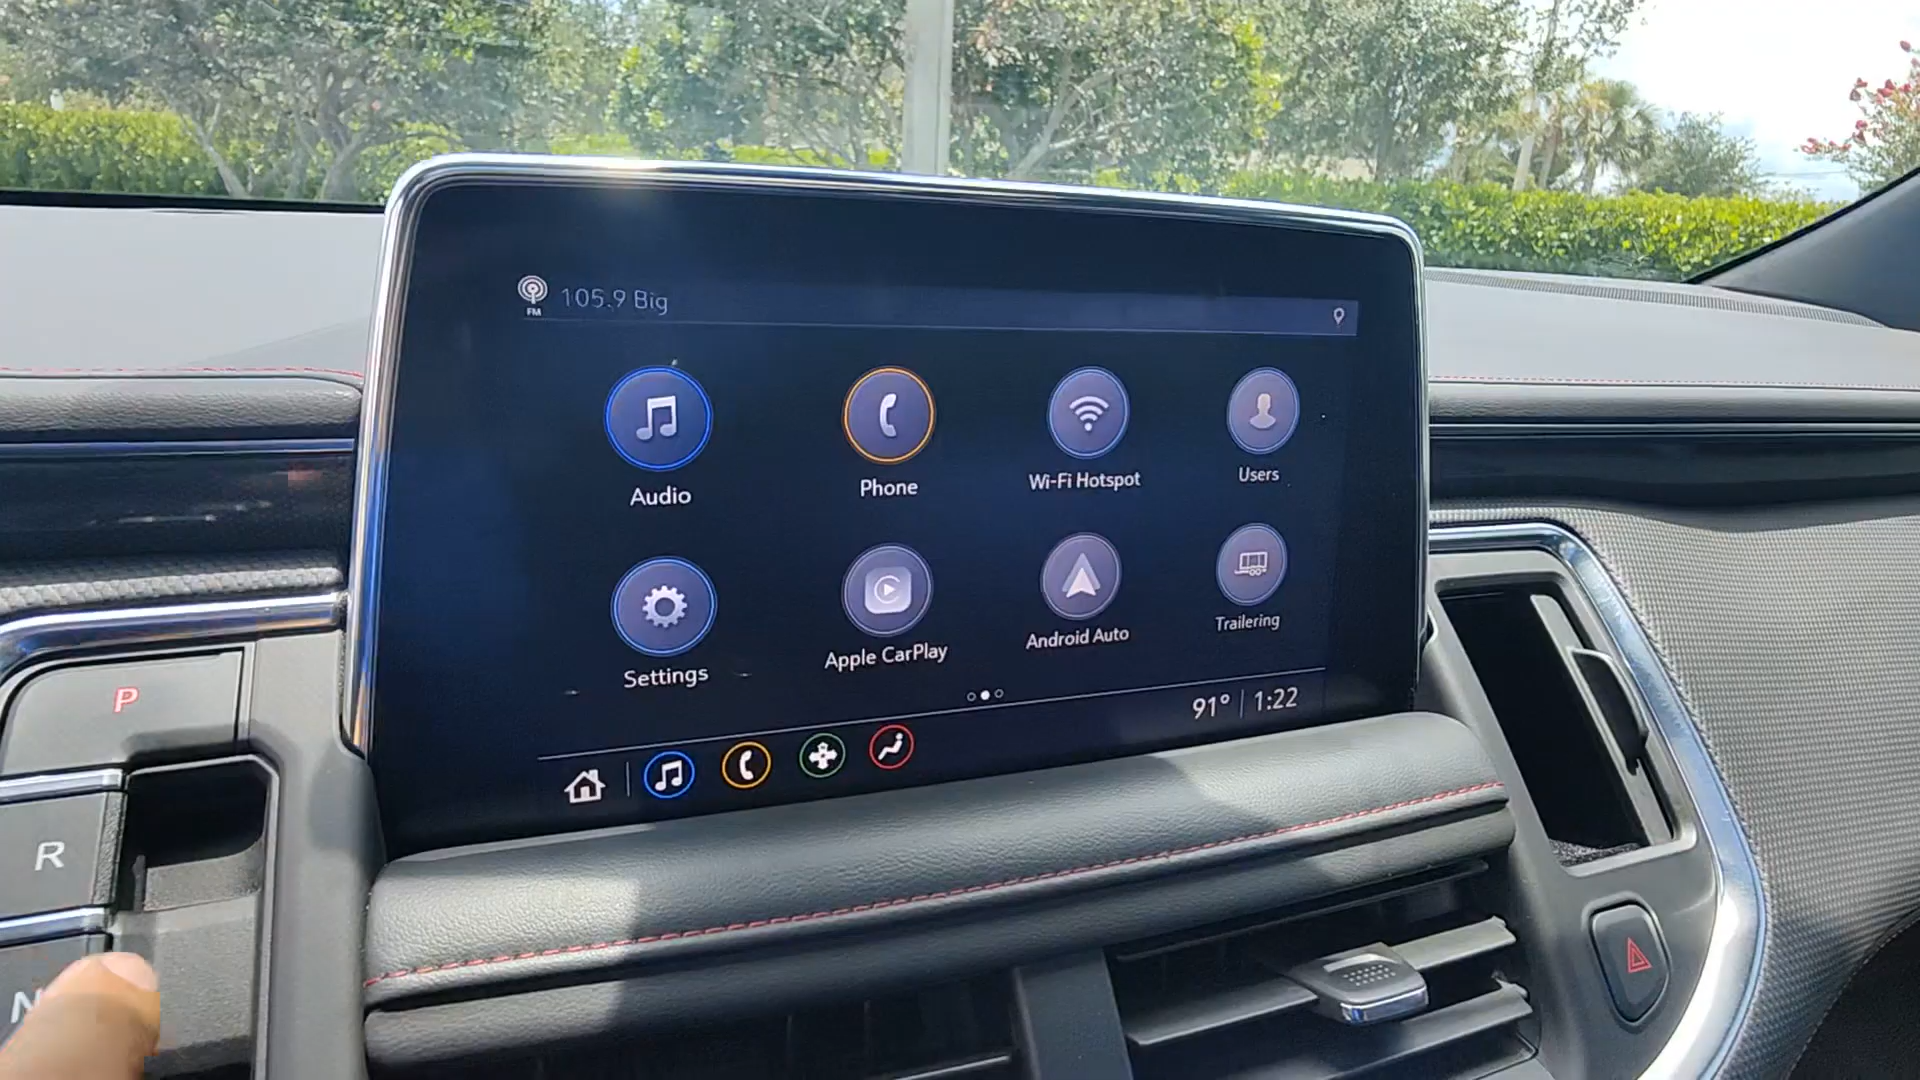 105.9 Big
FM
Audio
Phone
Wi-Fi Hotspot
Users
Settings
Apple CarPlay
Android Auto
Trailering
91° 1:22
P
R
N